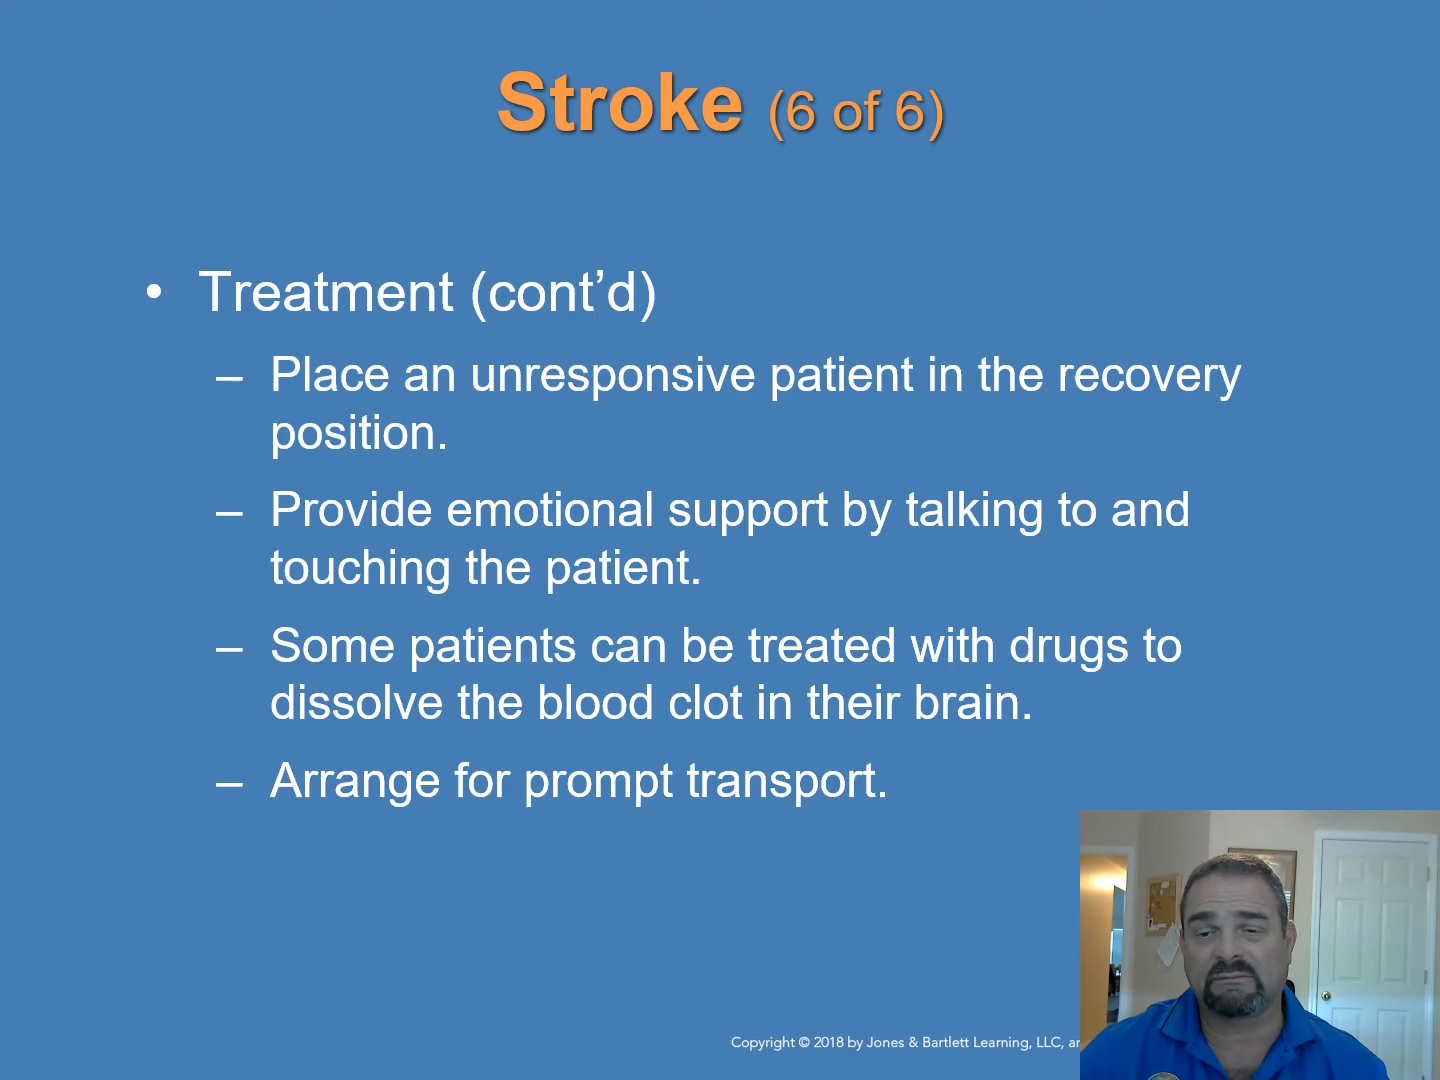 Stroke (6 of 6)
• Treatment (cont’d)
– Place an unresponsive patient in the recovery
position.
– Provide emotional support by talking to and
touching the patient.
– Some patients can be treated with drugs to
dissolve the blood clot in their brain.
– Arrange for prompt transport.
Copyright © 2018 by Jones & Bartlett Learning, LLC,